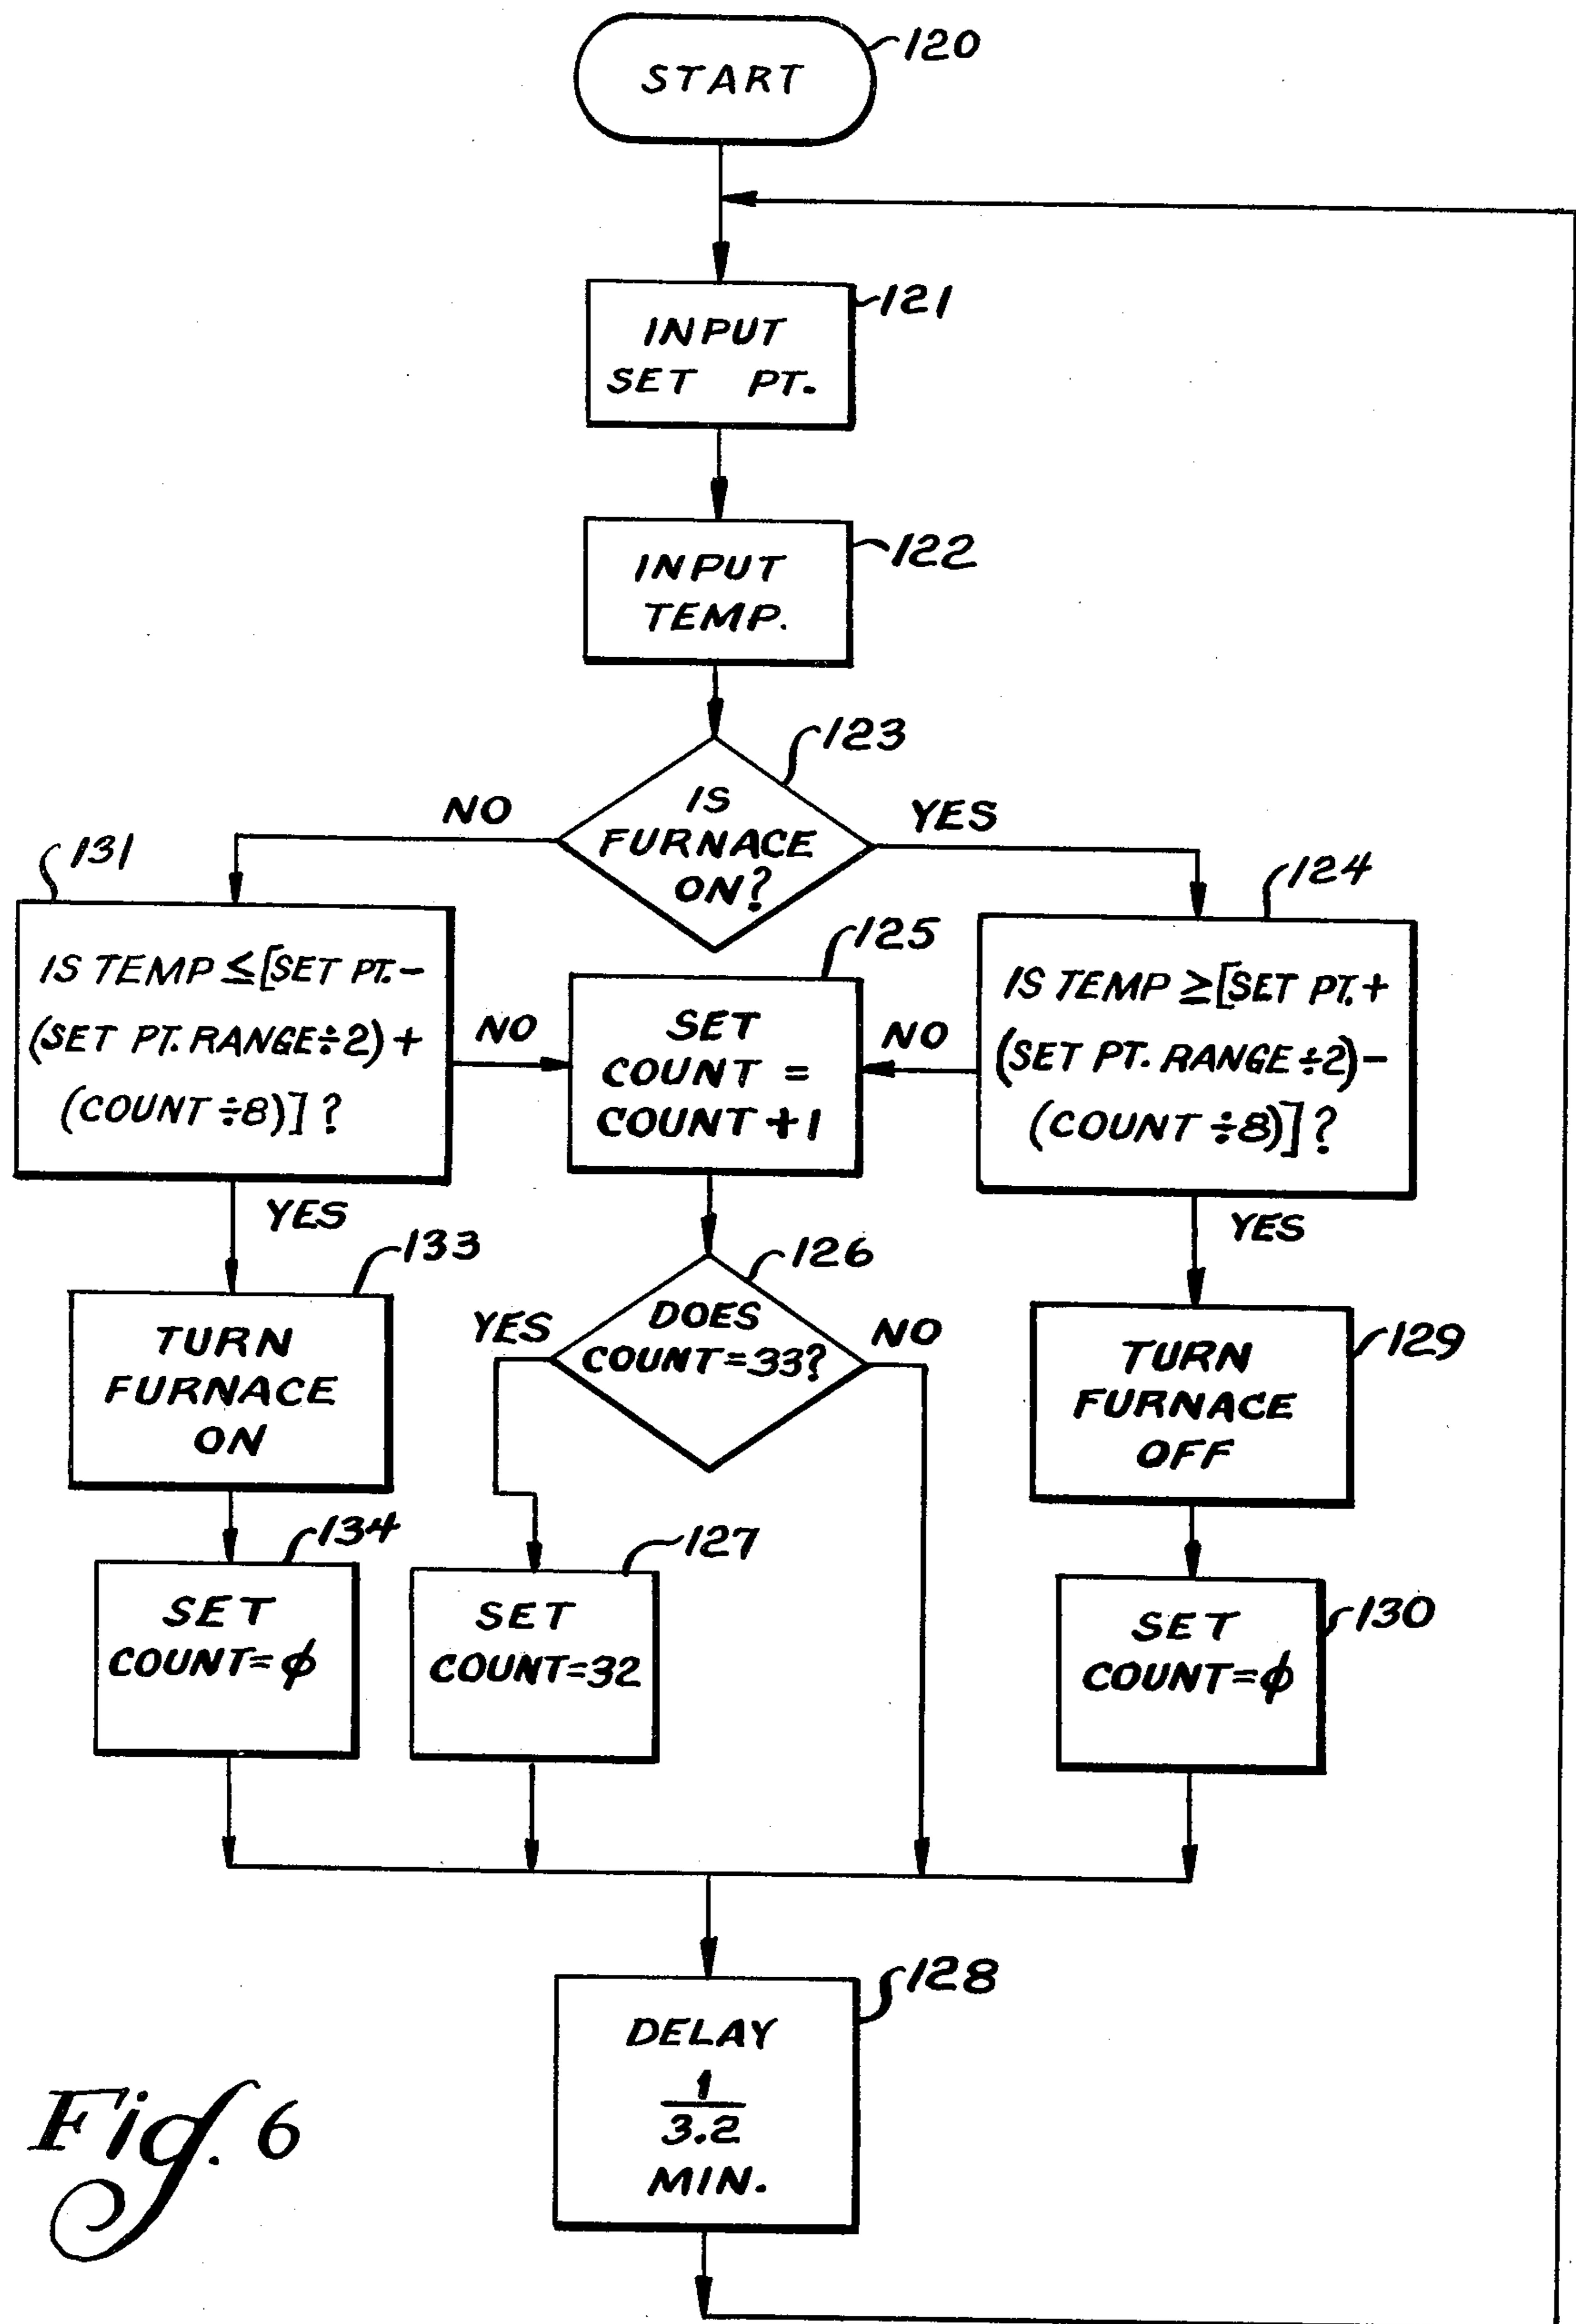 START
120
INPUT
SET PT.
121
INPUT
TEMP.
122
IS
FURNACE
ON?
123
NO
YES
131
IS TEMP ≤ [SET PT. -
(SET PT. RANGE ÷ 2) +
(COUNT ÷ 8)] ?
NO
125
SET
COUNT =
COUNT + 1
NO
124
IS TEMP ≥ [SET PT. +
(SET PT. RANGE ÷ 2) -
(COUNT ÷ 8)] ?
YES
133
TURN
FURNACE
ON
126
DOES
COUNT = 33?
YES
NO
YES
129
TURN
FURNACE
OFF
134
SET
COUNT = φ
127
SET
COUNT = 32
130
SET
COUNT = φ
128
DELAY
1
3.2
MIN.
Fig. 6